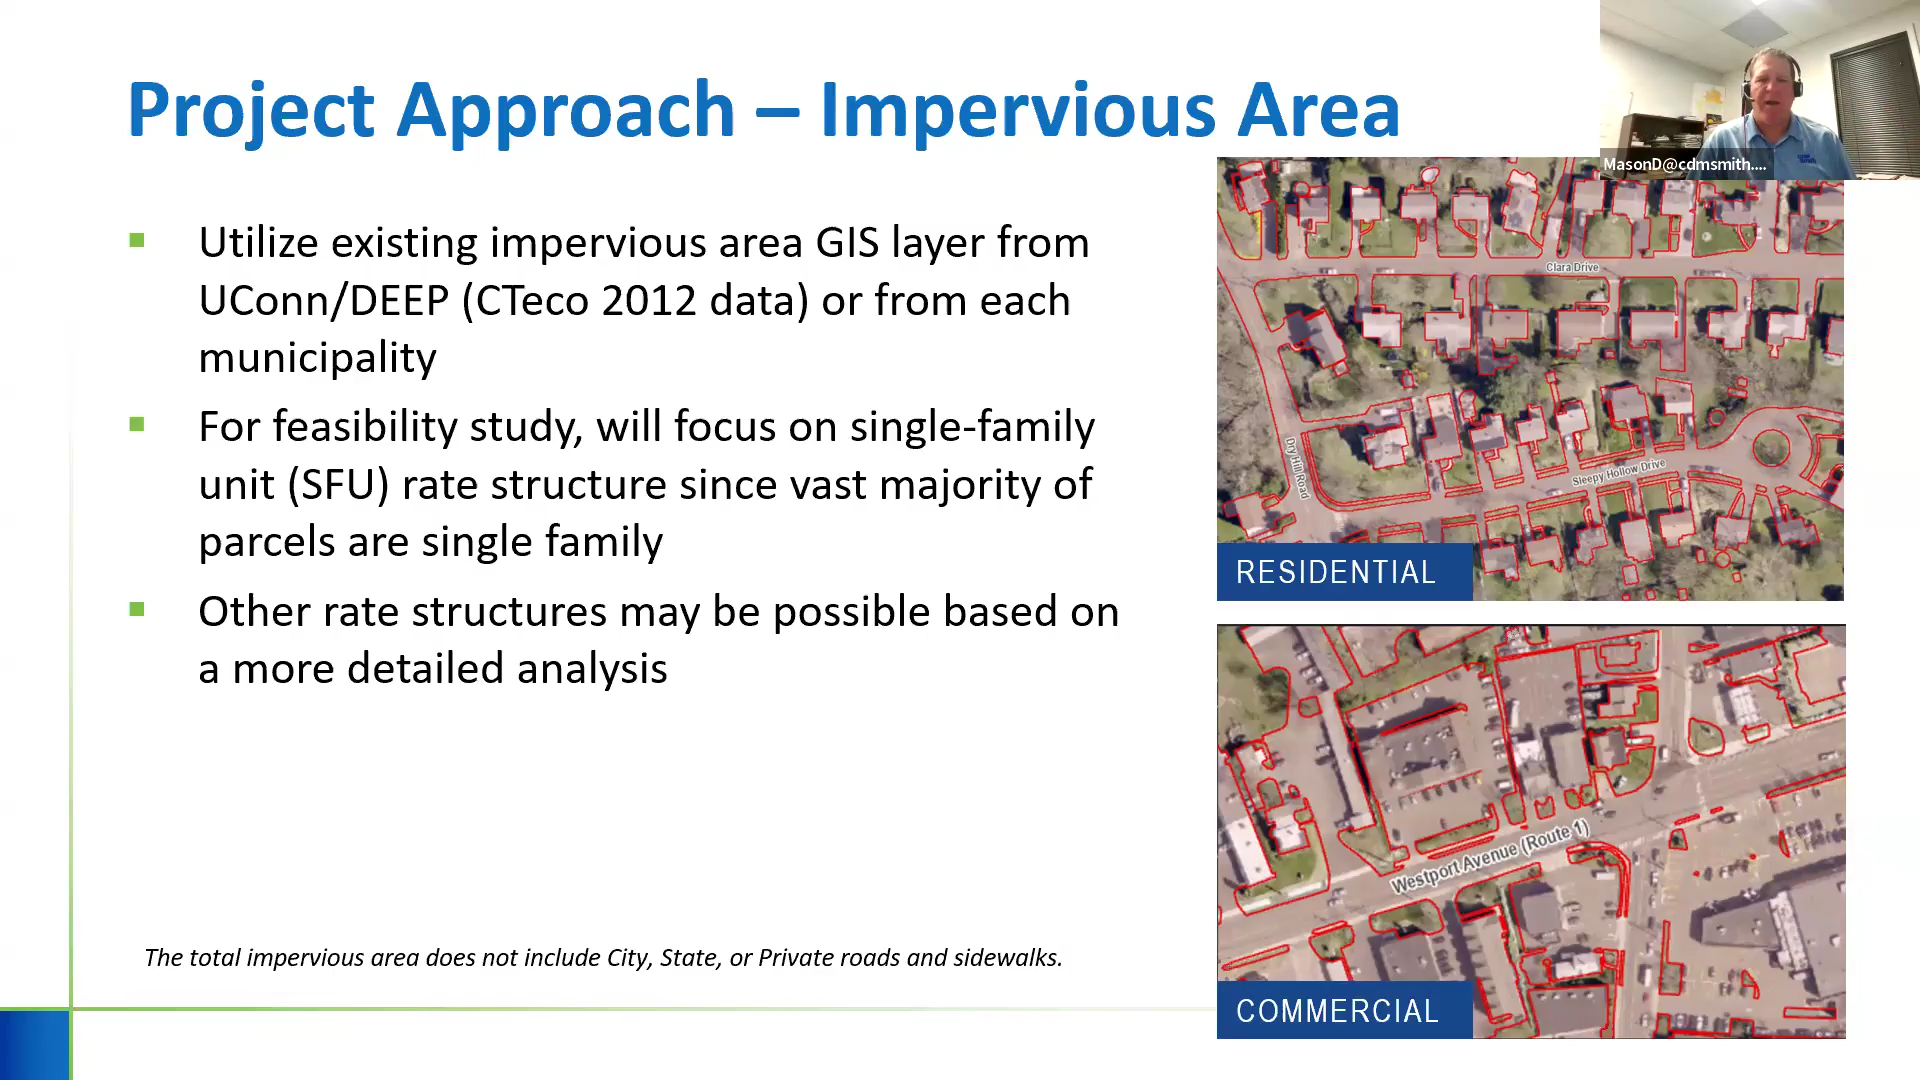 Project Approach – Impervious Area
MasonD@cdmsmith....
Utilize existing impervious area GIS layer from
UConn/DEEP (CTeco 2012 data) or from each
municipality
For feasibility study, will focus on single-family
unit (SFU) rate structure since vast majority of
parcels are single family
Other rate structures may be possible based on
a more detailed analysis
The total impervious area does not include City, State, or Private roads and sidewalks.
Clara Drive
Dry Hill Road
Sleepy Hollow Drive
RESIDENTIAL
Westport Avenue (Route 1)
COMMERCIAL